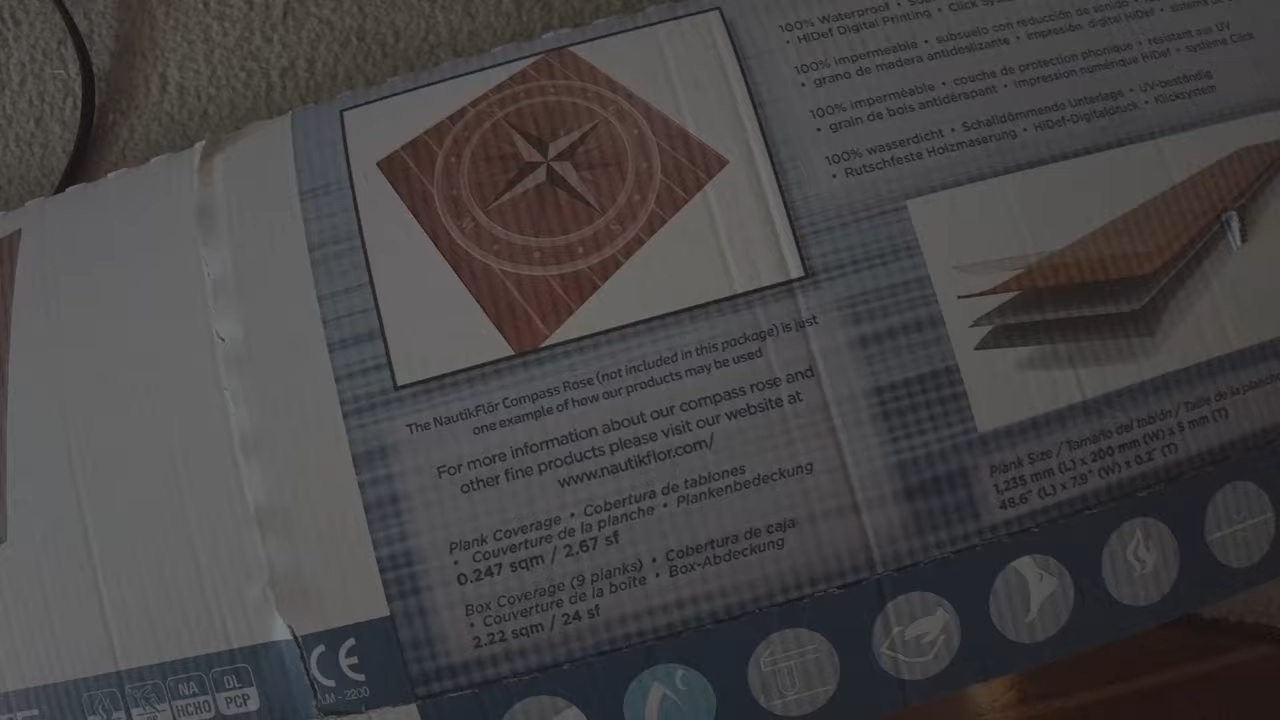 100% Waterproof •
• HiDef Digital Printing •
100% impermeable • subsuelo con reducción de sonido •
• grano de madera antideslizante • impresión digital HiDef • sistema de
100% imperméable • couche de protection phonique • résistant aux UV
• grain de bois antidérapant • impression numérique HiDef • système Click
100% wasserdicht • Schalldämmende Unterlage • UV-beständig
• Rutschfeste Holzmaserung • HiDef-Digitaldruck • Klicksystem
The NautikFlör Compass Rose (not included in this package) is just
one example of how our products may be used
For more information about our compass rose and
other fine products please visit our website at
www.nautikflor.com/
Plank Coverage • Cobertura de tablones
• Couverture de la planche • Plankenbedeckung
0.247 sqm / 2.67 sf
Box Coverage (9 planks) • Cobertura de caja
• Couverture de la boîte • Box-Abdeckung
2.22 sqm / 24 sf
Plank Size / Tamaño del tablón / Taille de la planche
1,235 mm (L) x 200 mm (W) x 5 mm (T)
48.6" (L) x 7.9" (W) x 0.2" (T)
CE
NA
HCHO
OL
PCP